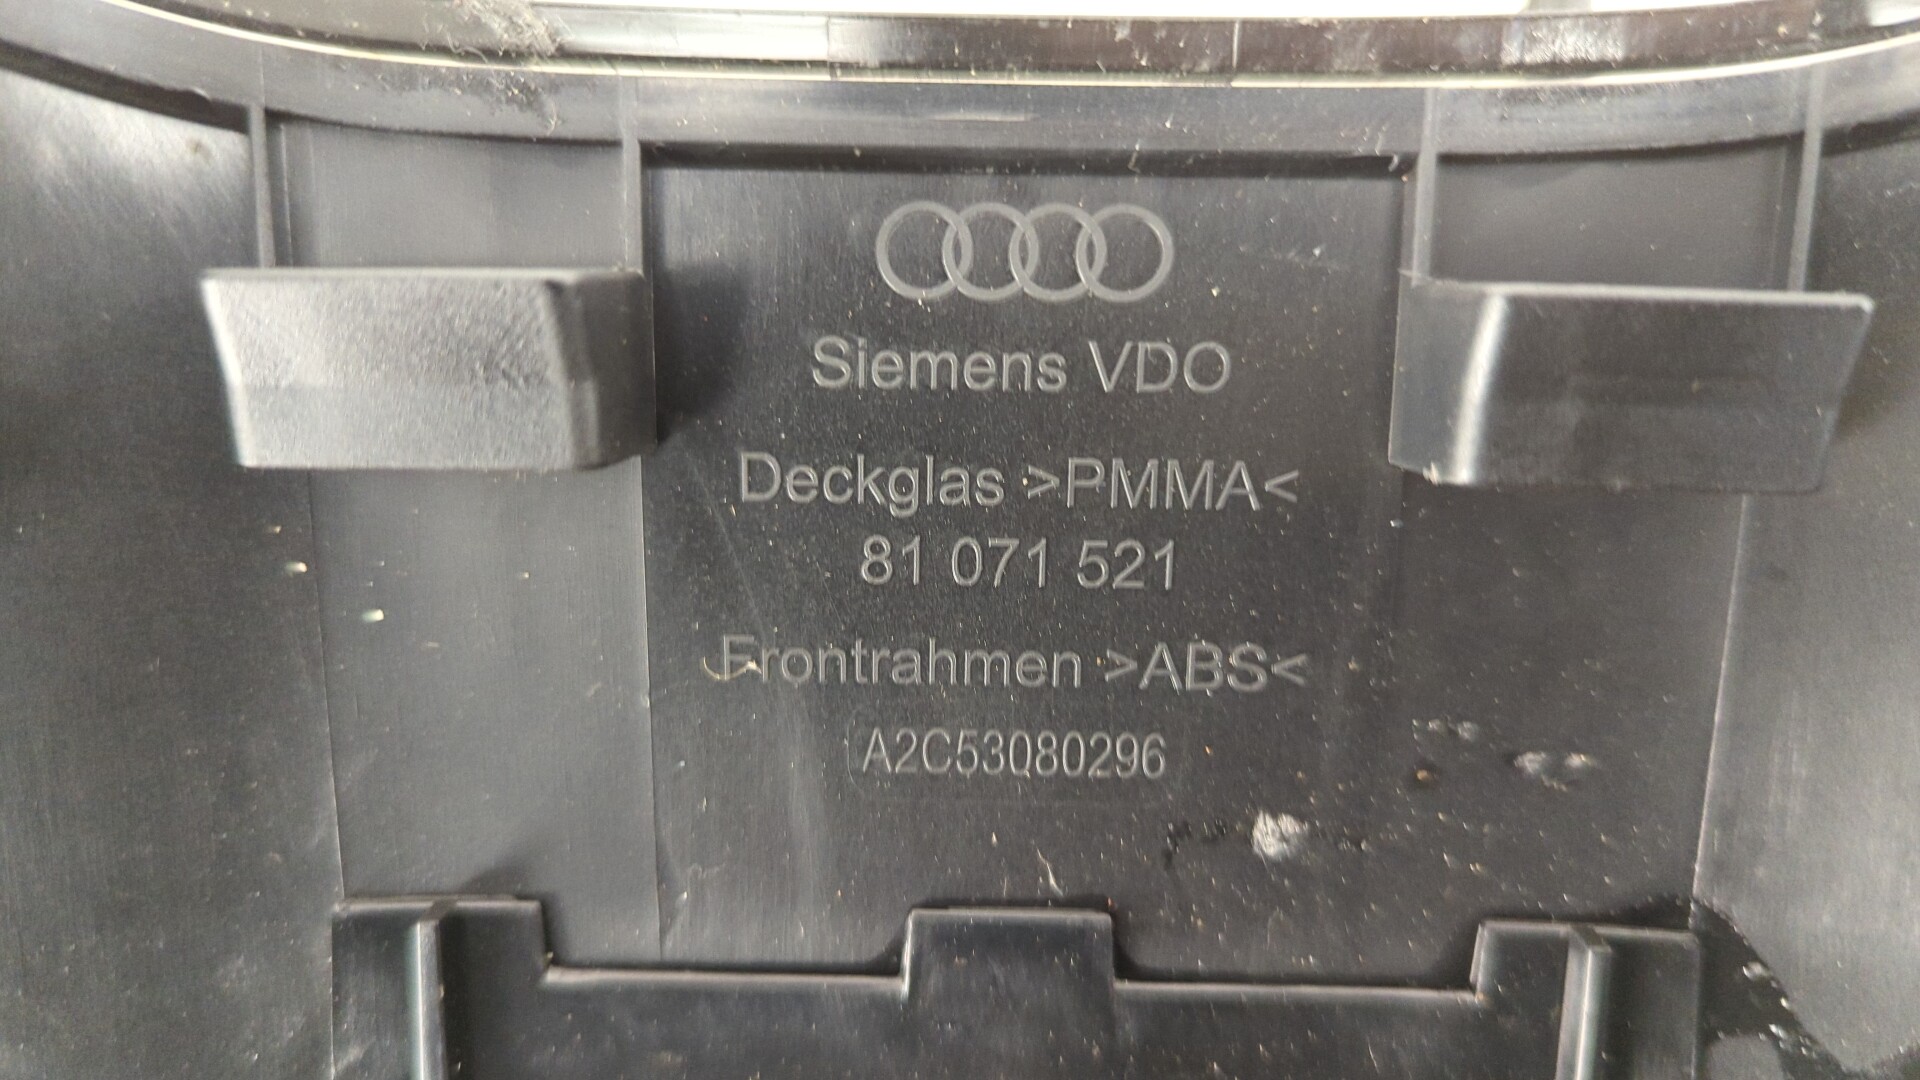 Siemens VDO
Deckglas >PMMA<
81 071 521
Frontrahmen >ABS<
A2C53080296